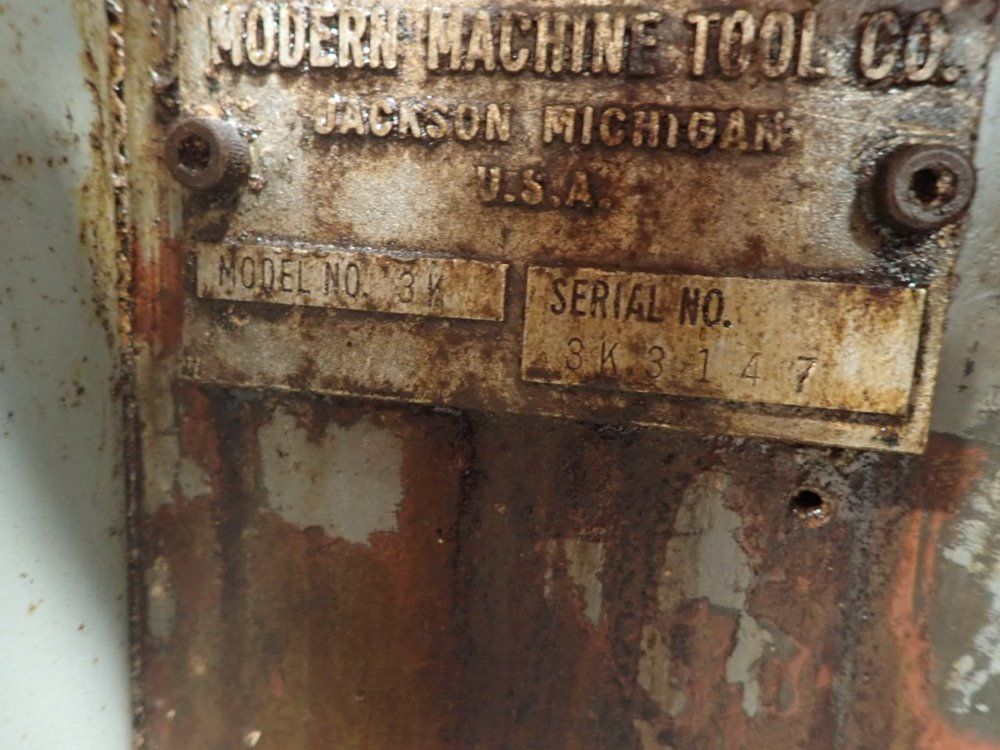 MODERN MACHINE TOOL CO.
JACKSON MICHIGAN
U.S.A.
MODEL NO. 3K
SERIAL NO.
3K3147